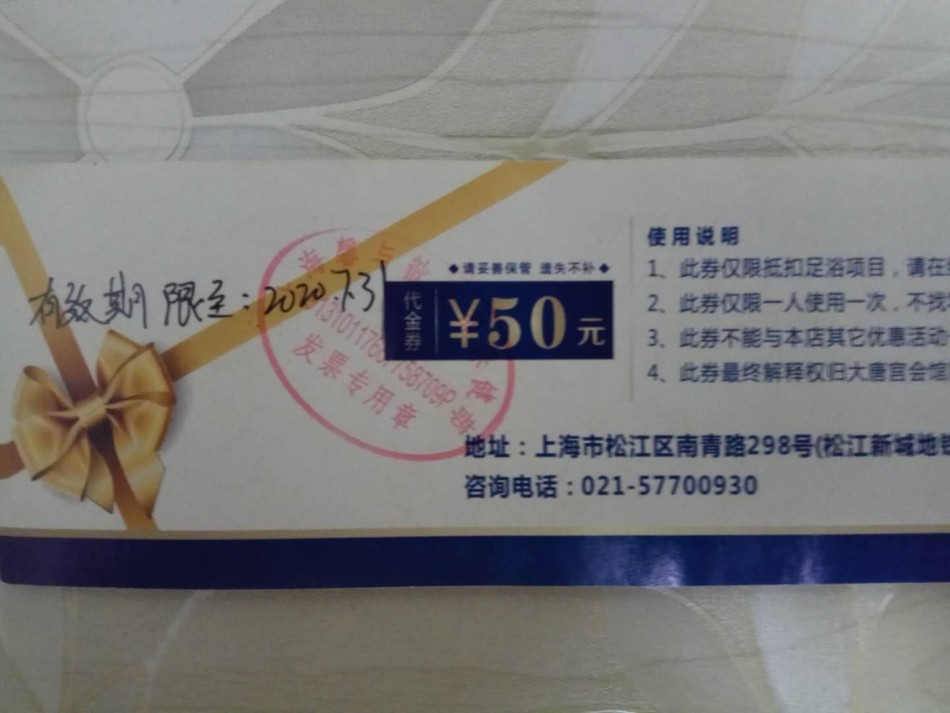 有效期限至:2020.7.31
◆请妥善保管 遗失不补◆
代金券
¥50元
发票专用章
使用说明
1、此券仅限抵扣足浴项目，请在
2、此券仅限一人使用一次，不找
3、此券不能与本店其它优惠活动
4、此券最终解释权归大唐宫会馆
地址：上海市松江区南青路298号(松江新城地铁
咨询电话：021-57700930